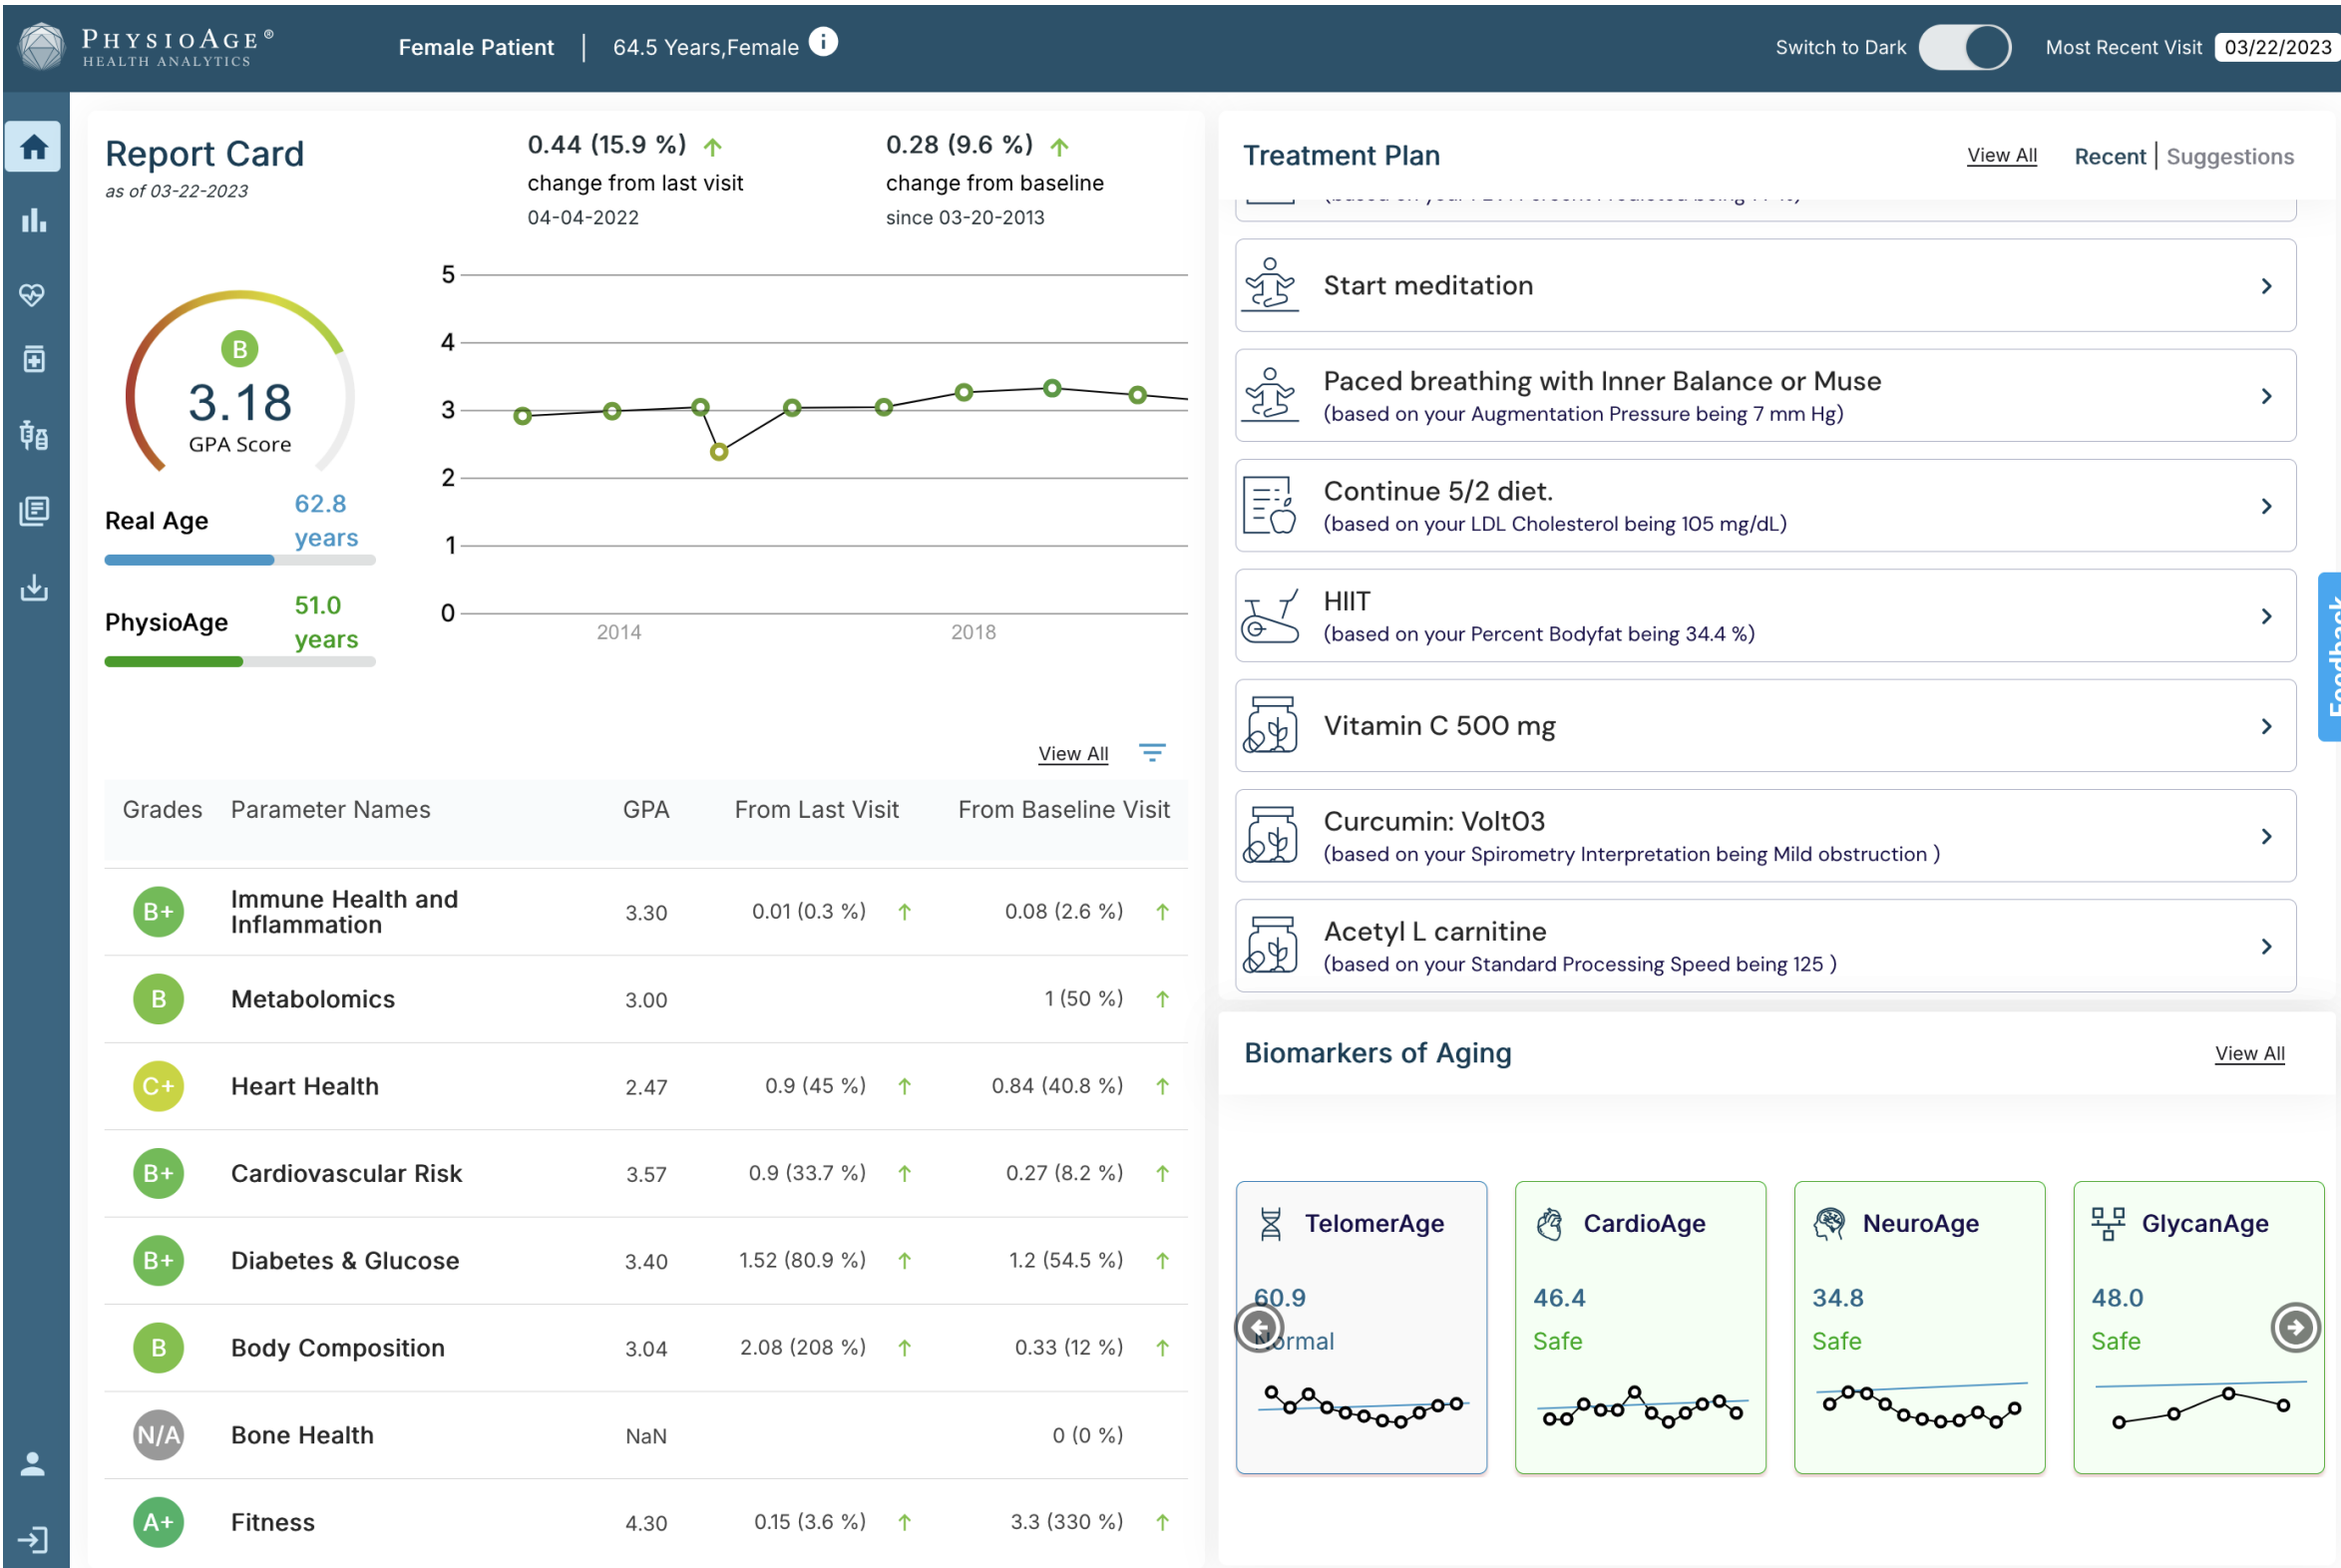 PHYSIOAGE®
HEALTH ANALYTICS
Female Patient | 64.5 Years,Female
Switch to Dark
Most Recent Visit 03/22/2023
Report Card
as of 03-22-2023
0.44 (15.9 %)
change from last visit
04-04-2022
0.28 (9.6 %)
change from baseline
since 03-20-2013
B
3.18
GPA Score
Real Age 62.8 years
PhysioAge 51.0 years
5
4
3
2
1
0
2014 2018
View All
Grades Parameter Names GPA From Last Visit From Baseline Visit
B+ Immune Health and Inflammation 3.30 0.01 (0.3 %) 0.08 (2.6 %)
B Metabolomics 3.00 1 (50 %)
C+ Heart Health 2.47 0.9 (45 %) 0.84 (40.8 %)
B+ Cardiovascular Risk 3.57 0.9 (33.7 %) 0.27 (8.2 %)
B+ Diabetes & Glucose 3.40 1.52 (80.9 %) 1.2 (54.5 %)
B Body Composition 3.04 2.08 (208 %) 0.33 (12 %)
N/A Bone Health NaN 0 (0 %)
A+ Fitness 4.30 0.15 (3.6 %) 3.3 (330 %)
Treatment Plan
View All
Recent | Suggestions
Start meditation
Paced breathing with Inner Balance or Muse
(based on your Augmentation Pressure being 7 mm Hg)
Continue 5/2 diet.
(based on your LDL Cholesterol being 105 mg/dL)
HIIT
(based on your Percent Bodyfat being 34.4 %)
Vitamin C 500 mg
Curcumin: Volt03
(based on your Spirometry Interpretation being Mild obstruction )
Acetyl L carnitine
(based on your Standard Processing Speed being 125 )
Feedback
Biomarkers of Aging
View All
TelomerAge
60.9
Normal
CardioAge
46.4
Safe
NeuroAge
34.8
Safe
GlycanAge
48.0
Safe